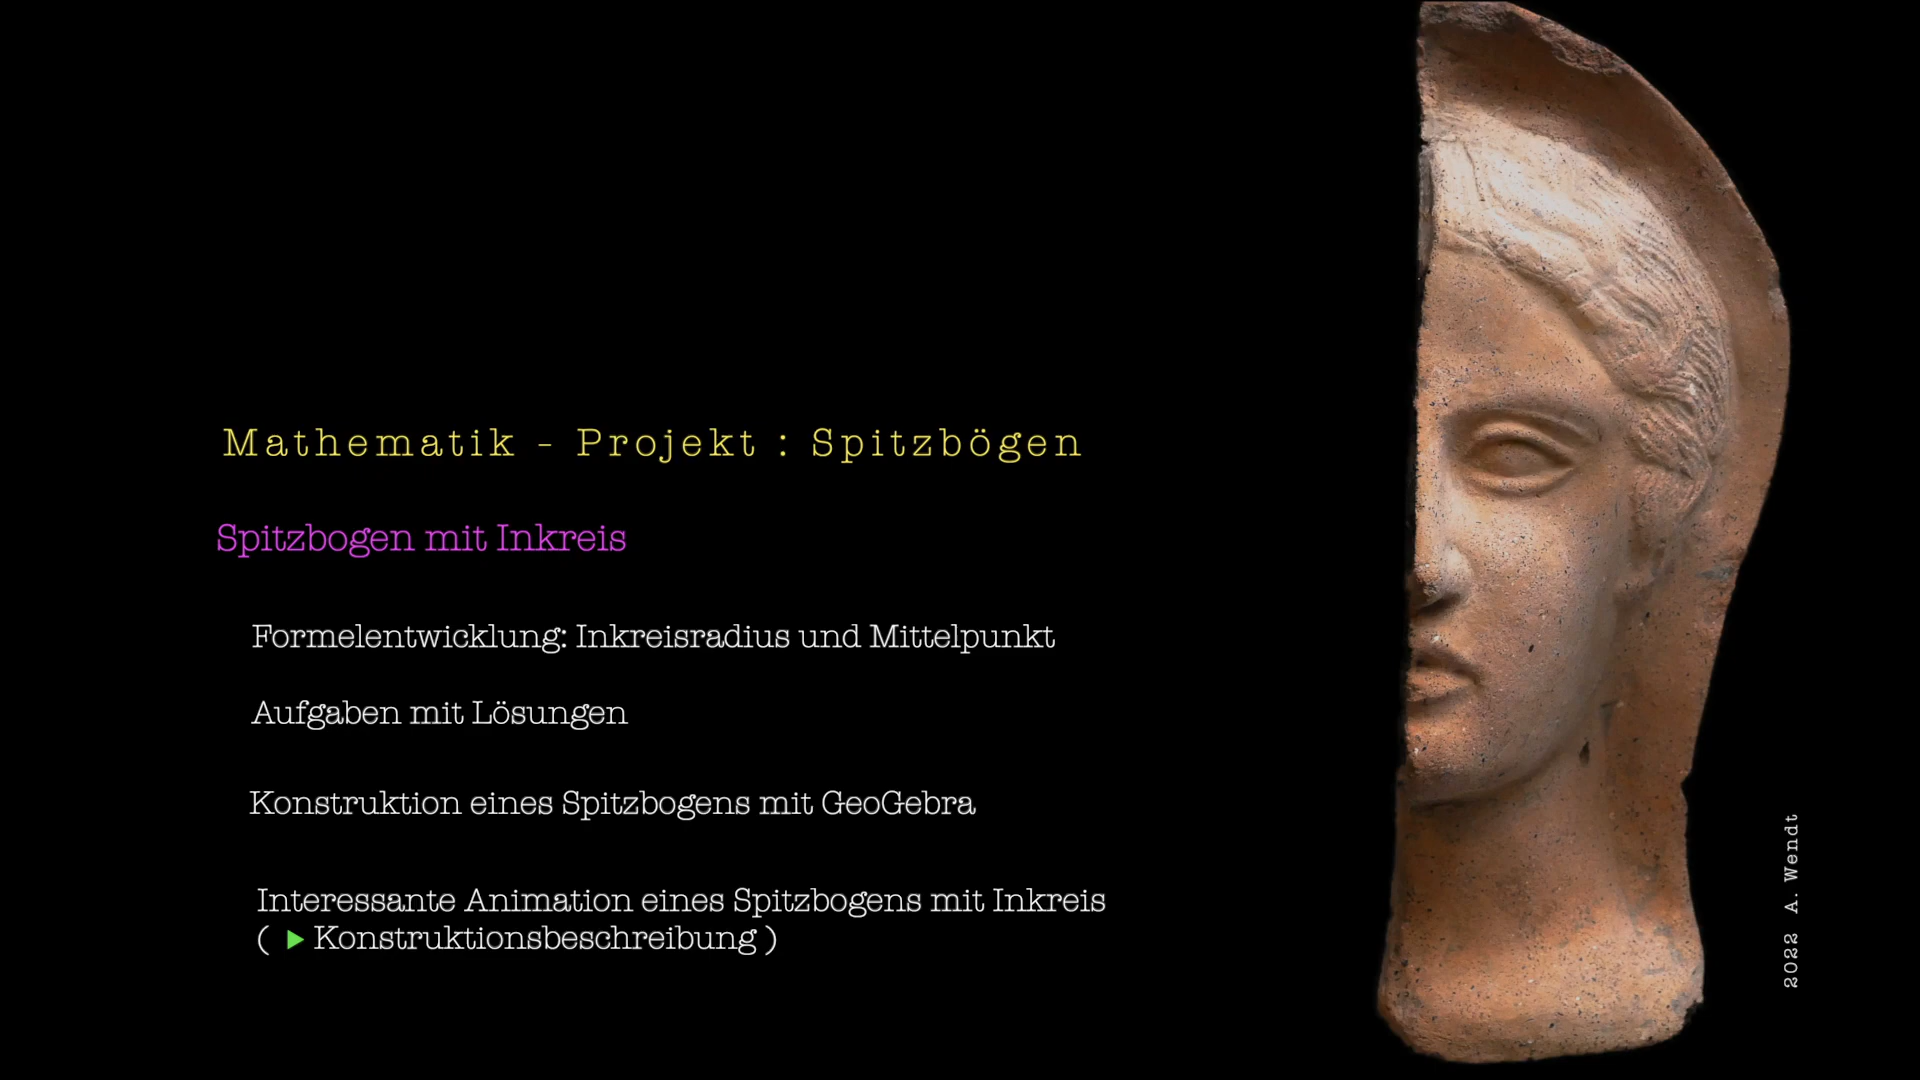 Mathematik - Projekt : Spitzbögen
Spitzbogen mit Inkreis
Formelentwicklung: Inkreisradius und Mittelpunkt
Aufgaben mit Lösungen
Konstruktion eines Spitzbogens mit GeoGebra
Interessante Animation eines Spitzbogens mit Inkreis
( ▶ Konstruktionsbeschreibung )
2022 A. Wendt